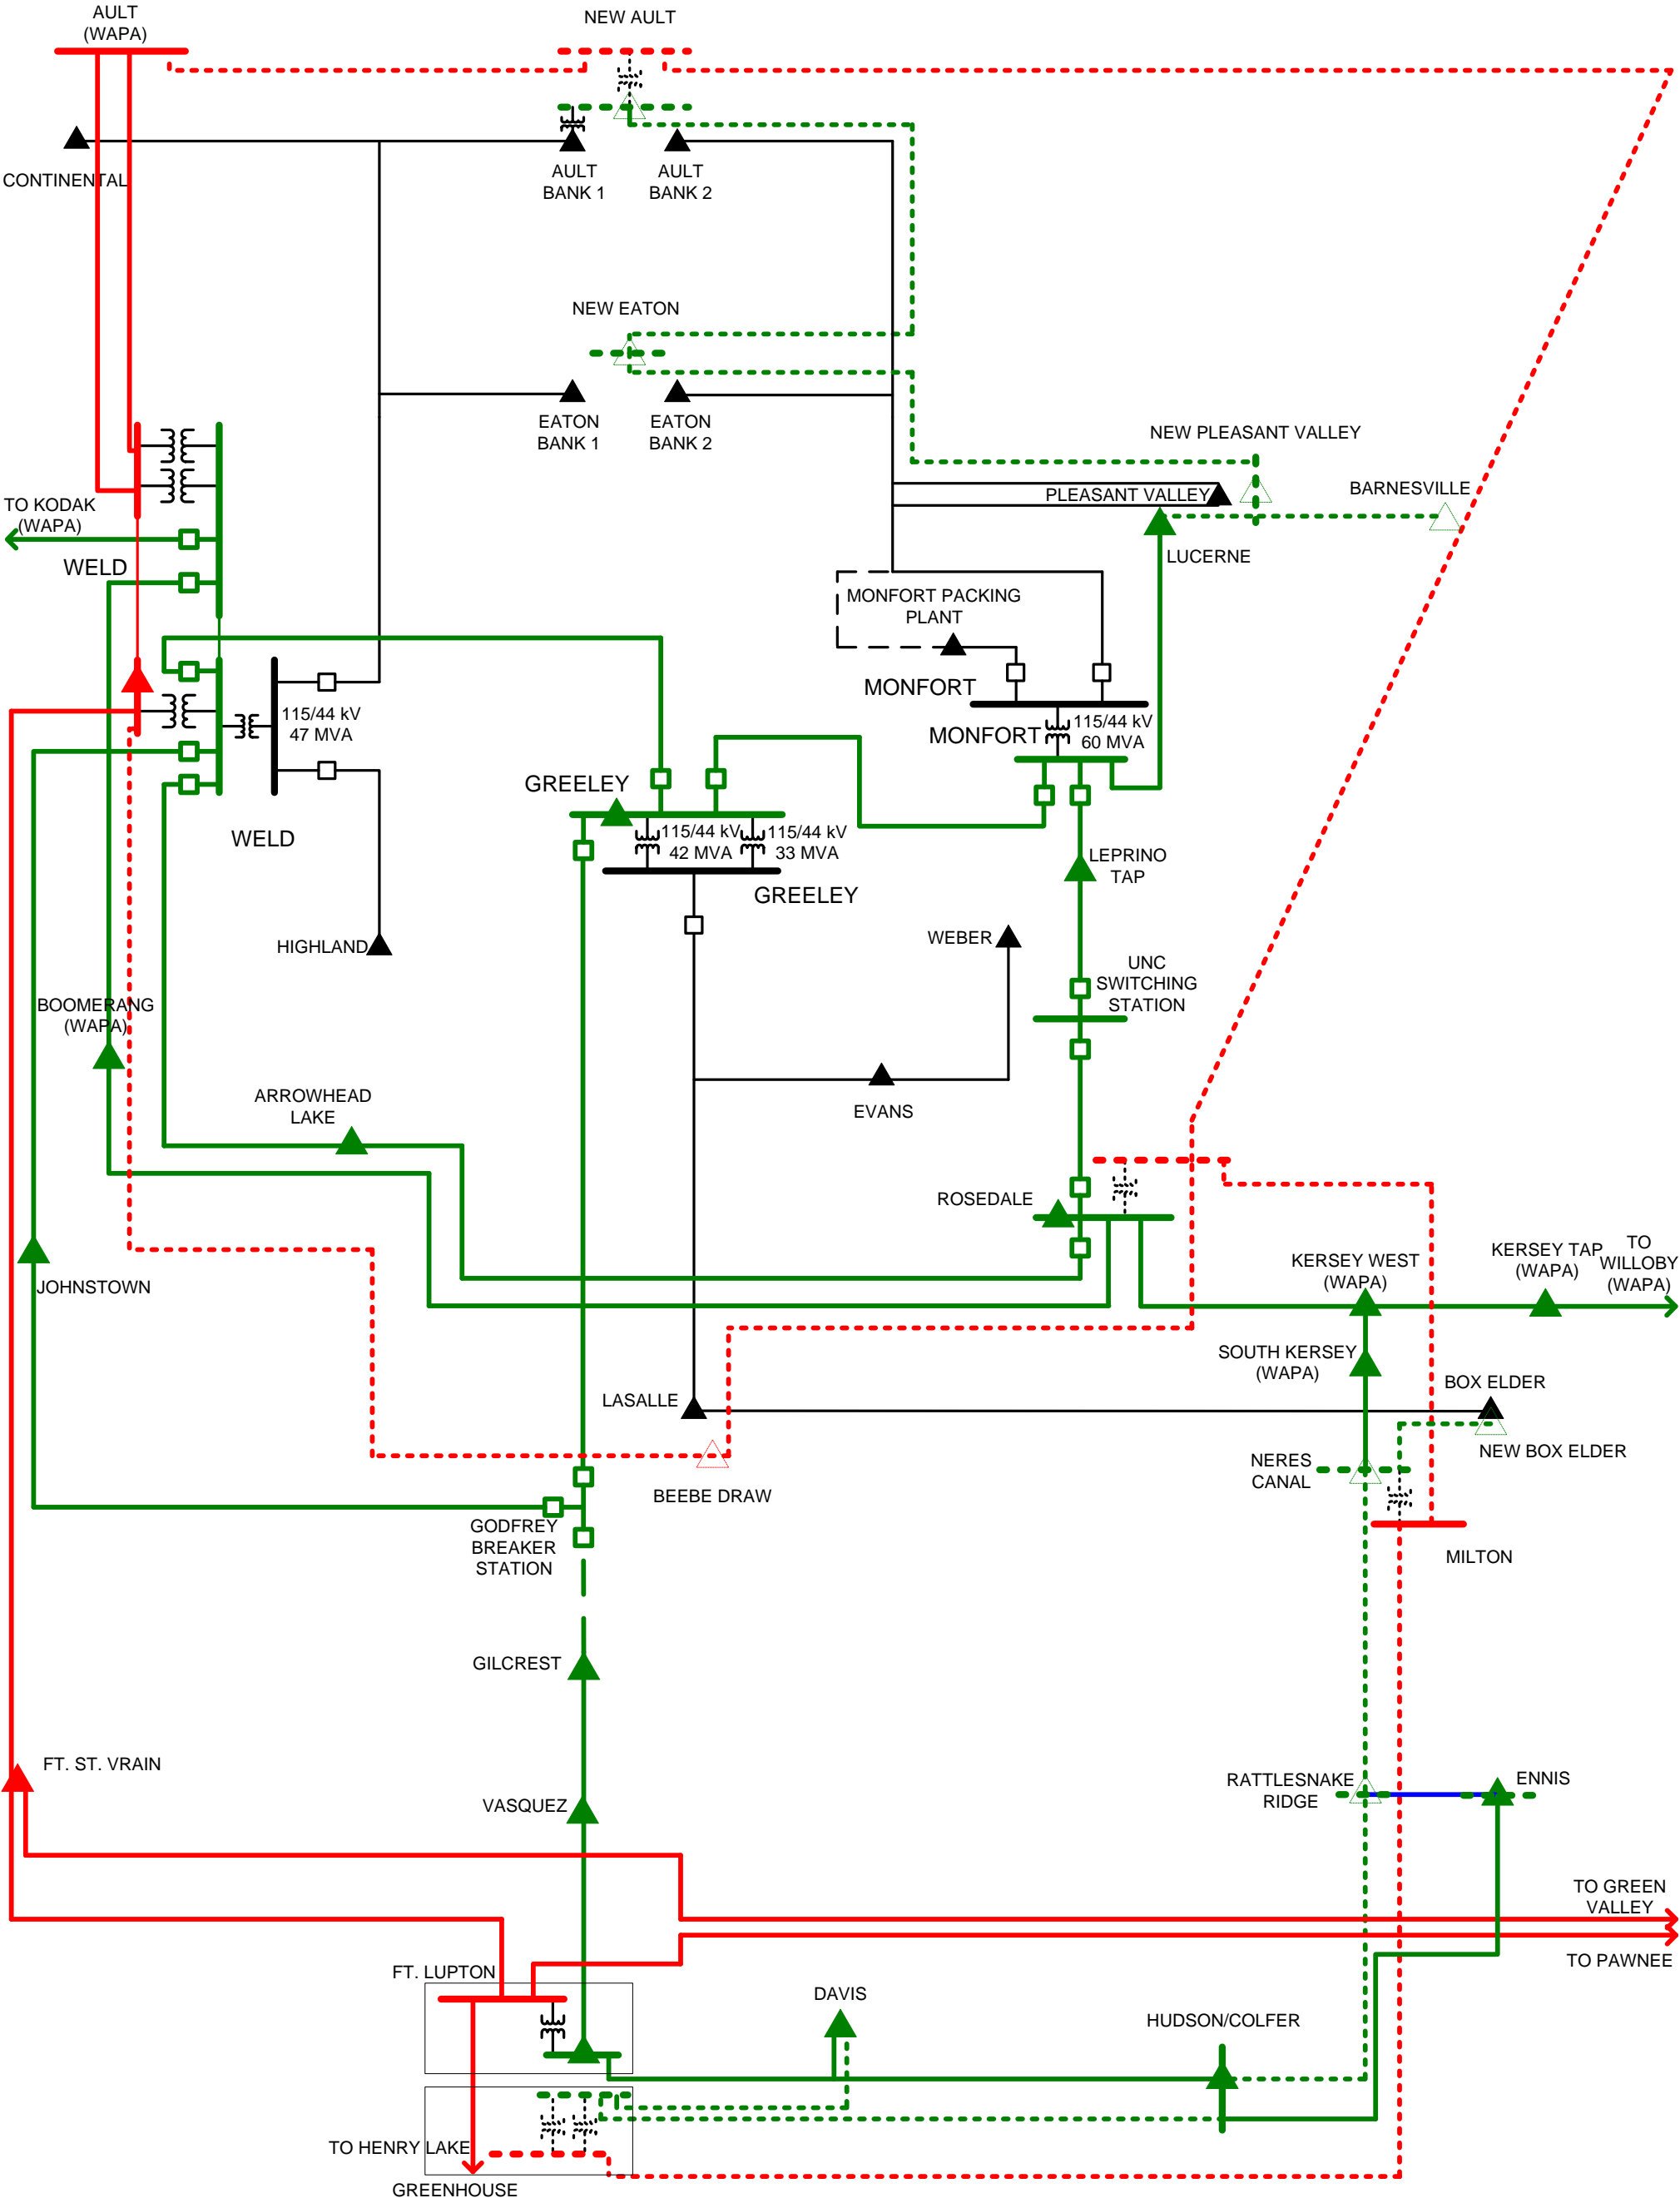 AULT
(WAPA)
NEW AULT
CONTINENTAL
AULT
BANK 1
AULT
BANK 2
NEW EATON
EATON
BANK 1
EATON
BANK 2
NEW PLEASANT VALLEY
PLEASANT VALLEY
BARNESVILLE
TO KODAK
(WAPA)
WELD
LUCERNE
MONFORT PACKING
PLANT
MONFORT
115/44 kV
47 MVA
MONFORT
115/44 kV
60 MVA
GREELEY
WELD
115/44 kV
42 MVA
115/44 kV
33 MVA
GREELEY
LEPRINO
TAP
HIGHLAND
WEBER
UNC
SWITCHING
STATION
BOOMERANG
(WAPA)
ARROWHEAD
LAKE
EVANS
ROSEDALE
JOHNSTOWN
KERSEY WEST
(WAPA)
KERSEY TAP
(WAPA)
TO
WILLOBY
(WAPA)
SOUTH KERSEY
(WAPA)
LASALLE
BOX ELDER
NEW BOX ELDER
NERES
CANAL
BEEBE DRAW
GODFREY
BREAKER
STATION
MILTON
GILCREST
FT. ST. VRAIN
VASQUEZ
RATTLESNAKE
RIDGE
ENNIS
TO GREEN
VALLEY
TO PAWNEE
FT. LUPTON
DAVIS
HUDSON/COLFER
TO HENRY LAKE
GREENHOUSE